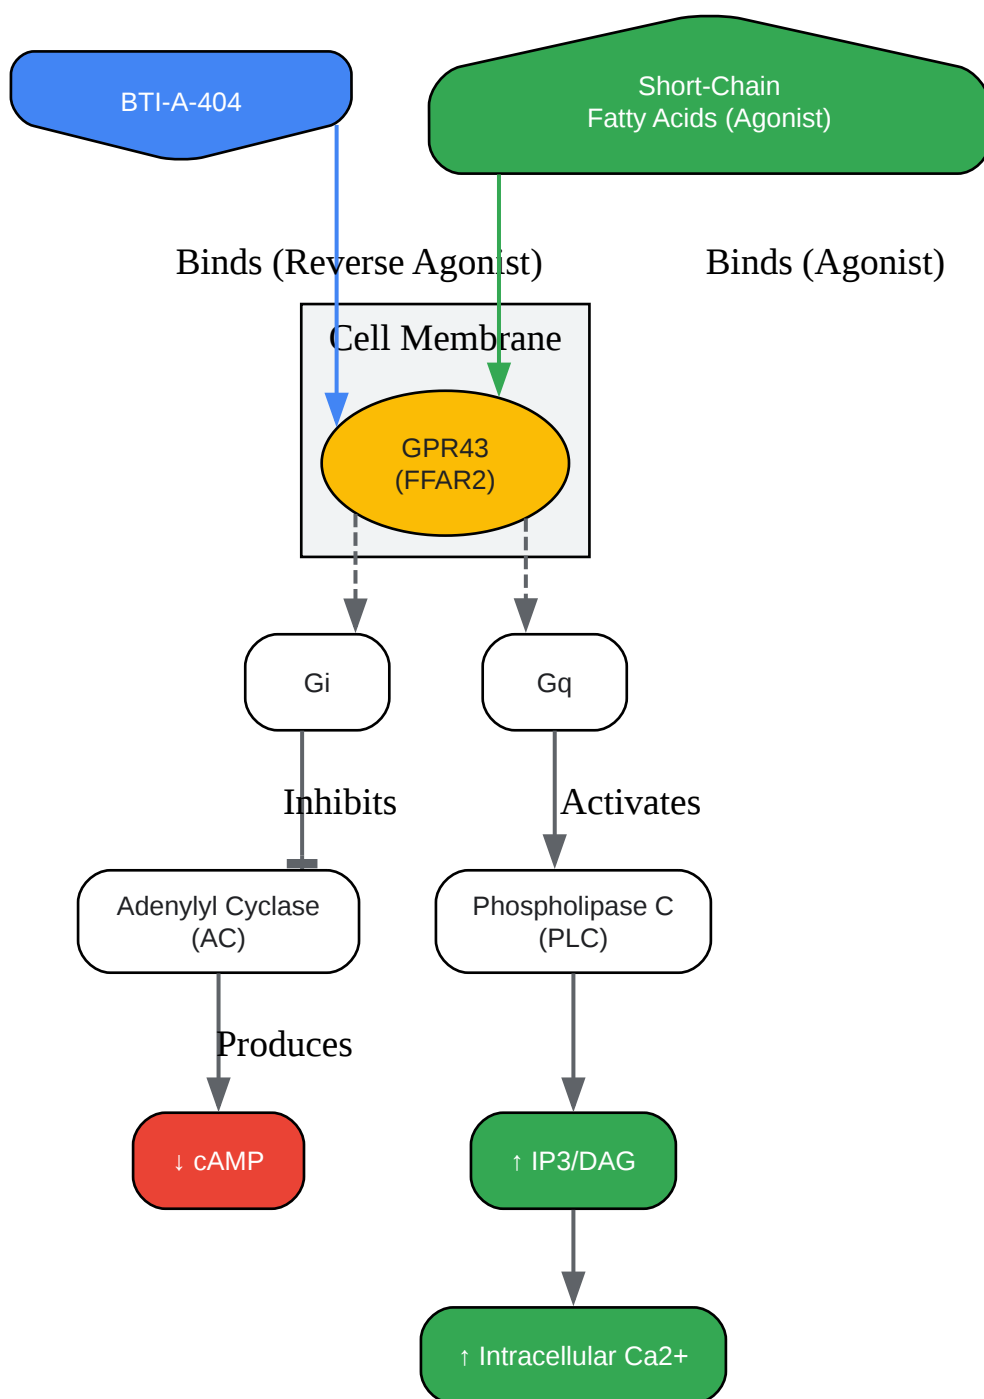 BTI-A-404
Short-Chain
Fatty Acids (Agonist)
Binds (Reverse Agonist)
Binds (Agonist)
Cell Membrane
GPR43
(FFAR2)
Gi
Gq
Inhibits
Activates
Adenylyl Cyclase
(AC)
Phospholipase C
(PLC)
Produces
↓ cAMP
↑ IP3/DAG
↑ Intracellular Ca2+